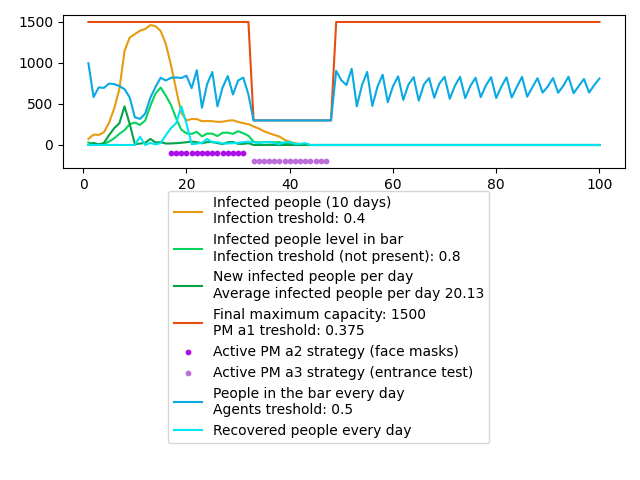 1500
1000
500
0
0 20 40 60 80 100
Infected people (10 days)
Infection treshold: 0.4
Infected people level in bar
Infection treshold (not present): 0.8
New infected people per day
Average infected people per day 20.13
Final maximum capacity: 1500
PM a1 treshold: 0.375
Active PM a2 strategy (face masks)
Active PM a3 strategy (entrance test)
People in the bar every day
Agents treshold: 0.5
Recovered people every day